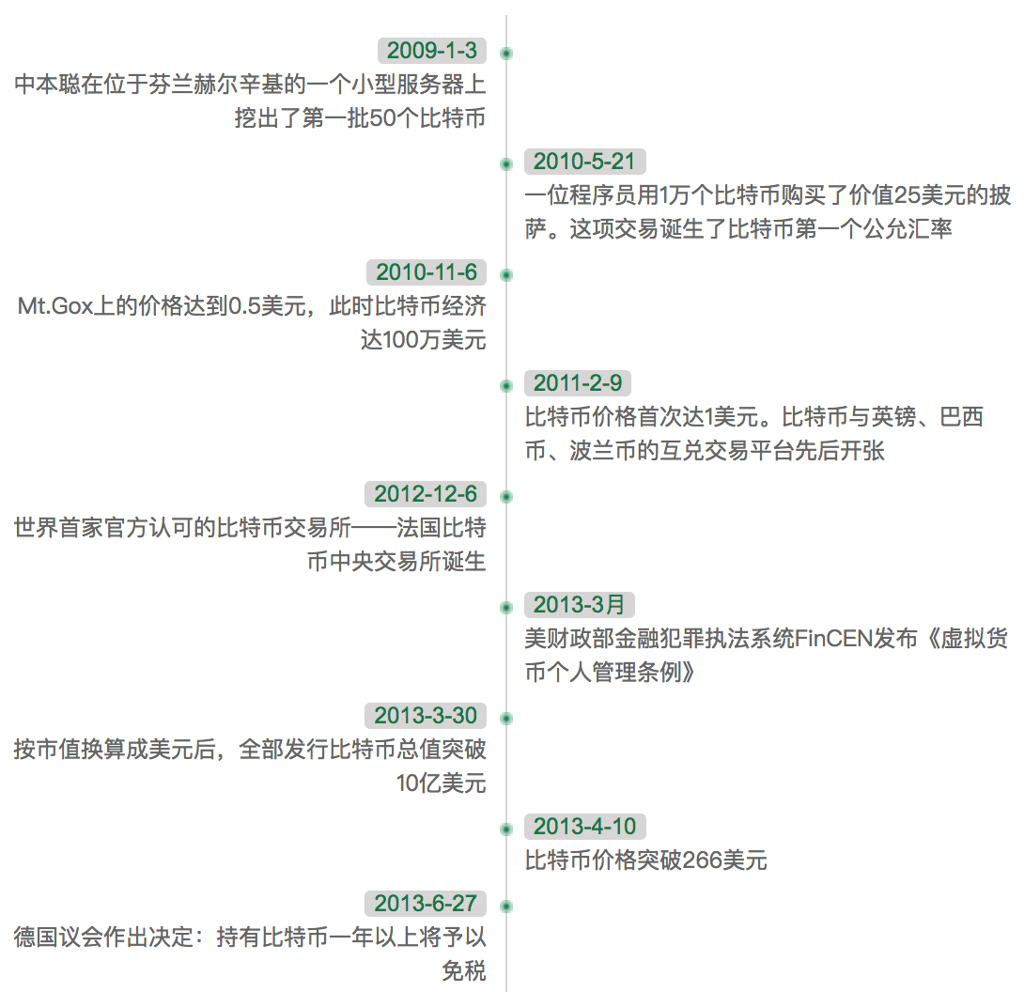 2009-1-3
中本聪在位于芬兰赫尔辛基的一个小型服务器上
挖出了第一批50个比特币
2010-5-21
一位程序员用1万个比特币购买了价值25美元的披
萨。这项交易诞生了比特币第一个公允汇率
2010-11-6
Mt.Gox上的价格达到0.5美元，此时比特币经济
达100万美元
2011-2-9
比特币价格首次达1美元。比特币与英镑、巴西
币、波兰币的互兑交易平台先后开张
2012-12-6
世界首家官方认可的比特币交易所——法国比特
币中央交易所诞生
2013-3月
美财政部金融犯罪执法系统FinCEN发布《虚拟货
币个人管理条例》
2013-3-30
按市值换算成美元后，全部发行比特币总值突破
10亿美元
2013-4-10
比特币价格突破266美元
2013-6-27
德国议会作出决定：持有比特币一年以上将予以
免税